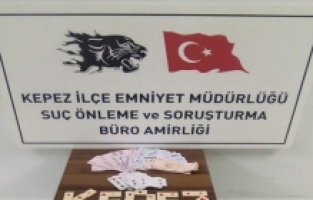 KEPEZ İLÇE EMNİYET MÜDÜRLÜĞÜ
SUÇ ÖNLEME ve SORUŞTURMA
BÜRO AMİRLİĞİ
KEPEZ